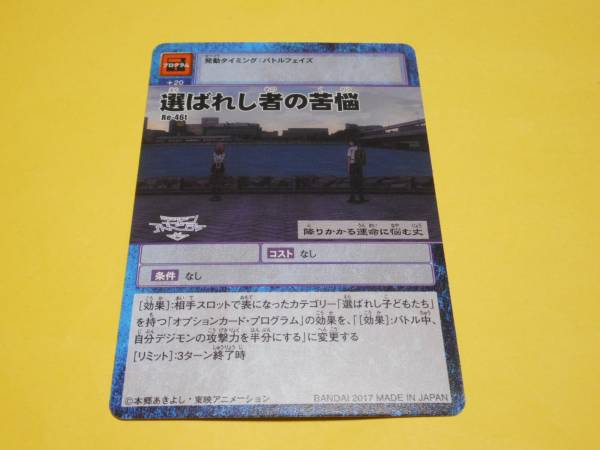 発動タイミング:バトルフェイズ
プログラム
+20
選ばれし者の苦悩
Re-46t
降りかかる運命に悩む丈
コスト なし
条件 なし
[効果]:相手スロットで表になったカテゴリー「選ばれし子どもたち」
を持つ「オプションカード・プログラム」の効果を、「[効果]:バトル中、
自分デジモンの攻撃力を半分にする」に変更する
[リミット]:3ターン終了時
©本郷あきよし・東映アニメーション
BANDAI 2017 MADE IN JAPAN